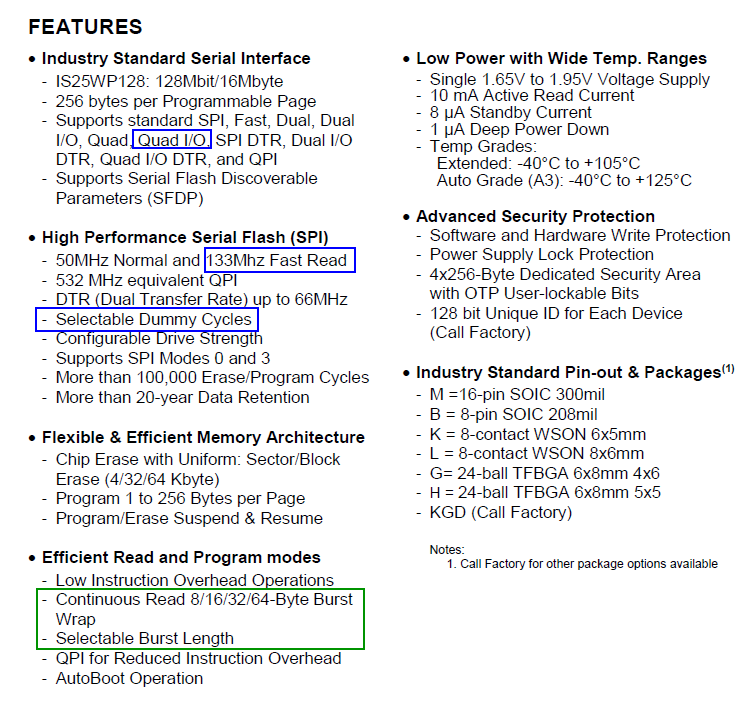 FEATURES
• Industry Standard Serial Interface
- IS25WP128: 128Mbit/16Mbyte
- 256 bytes per Programmable Page
- Supports standard SPI, Fast, Dual, Dual
I/O, Quad, Quad I/O, SPI DTR, Dual I/O
DTR, Quad I/O DTR, and QPI
- Supports Serial Flash Discoverable
Parameters (SFDP)
• High Performance Serial Flash (SPI)
- 50MHz Normal and 133Mhz Fast Read
- 532 MHz equivalent QPI
- DTR (Dual Transfer Rate) up to 66MHz
- Selectable Dummy Cycles
- Configurable Drive Strength
- Supports SPI Modes 0 and 3
- More than 100,000 Erase/Program Cycles
- More than 20-year Data Retention
• Flexible & Efficient Memory Architecture
- Chip Erase with Uniform: Sector/Block
Erase (4/32/64 Kbyte)
- Program 1 to 256 Bytes per Page
- Program/Erase Suspend & Resume
• Efficient Read and Program modes
- Low Instruction Overhead Operations
- Continuous Read 8/16/32/64-Byte Burst
Wrap
- Selectable Burst Length
- QPI for Reduced Instruction Overhead
- AutoBoot Operation
• Low Power with Wide Temp. Ranges
- Single 1.65V to 1.95V Voltage Supply
- 10 mA Active Read Current
- 8 µA Standby Current
- 1 µA Deep Power Down
- Temp Grades:
Extended: -40°C to +105°C
Auto Grade (A3): -40°C to +125°C
• Advanced Security Protection
- Software and Hardware Write Protection
- Power Supply Lock Protection
- 4x256-Byte Dedicated Security Area
with OTP User-lockable Bits
- 128 bit Unique ID for Each Device
(Call Factory)
• Industry Standard Pin-out & Packages(1)
- M =16-pin SOIC 300mil
- B = 8-pin SOIC 208mil
- K = 8-contact WSON 6x5mm
- L = 8-contact WSON 8x6mm
- G= 24-ball TFBGA 6x8mm 4x6
- H = 24-ball TFBGA 6x8mm 5x5
- KGD (Call Factory)
Notes:
1. Call Factory for other package options available